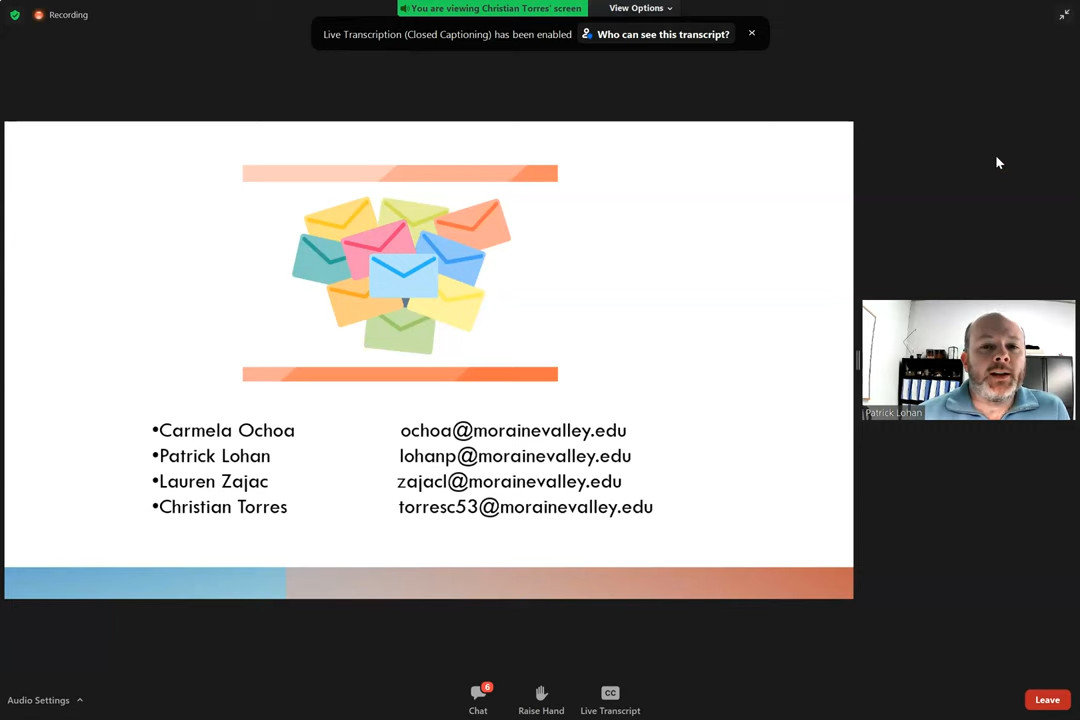 Recording
You are viewing Christian Torres' screen
View Options
Live Transcription (Closed Captioning) has been enabled
Who can see this transcript?
•Carmela Ochoa ochoa@morainevalley.edu
•Patrick Lohan lohanp@morainevalley.edu
•Lauren Zajac zajacl@morainevalley.edu
•Christian Torres torresc53@morainevalley.edu
Patrick Lohan
Audio Settings
6
Chat
Raise Hand
CC
Live Transcript
Leave